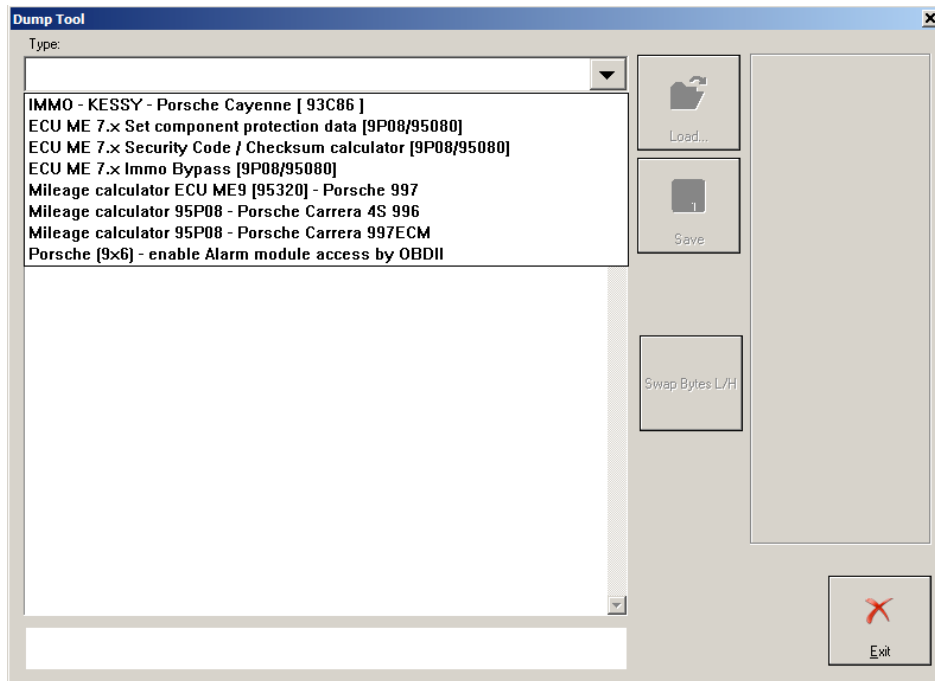 Dump Tool
Type:
IMMO - KESSY - Porsche Cayenne [ 93C86 ]
ECU ME 7.x Set component protection data [9P08/95080]
ECU ME 7.x Security Code / Checksum calculator [9P08/95080]
ECU ME 7.x Immo Bypass [9P08/95080]
Mileage calculator ECU ME9 [95320] - Porsche 997
Mileage calculator 95P08 - Porsche Carrera 4S 996
Mileage calculator 95P08 - Porsche Carrera 997ECM
Porsche (9x6) - enable Alarm module access by OBDII
Load...
Save
Swap Bytes L/H
Exit